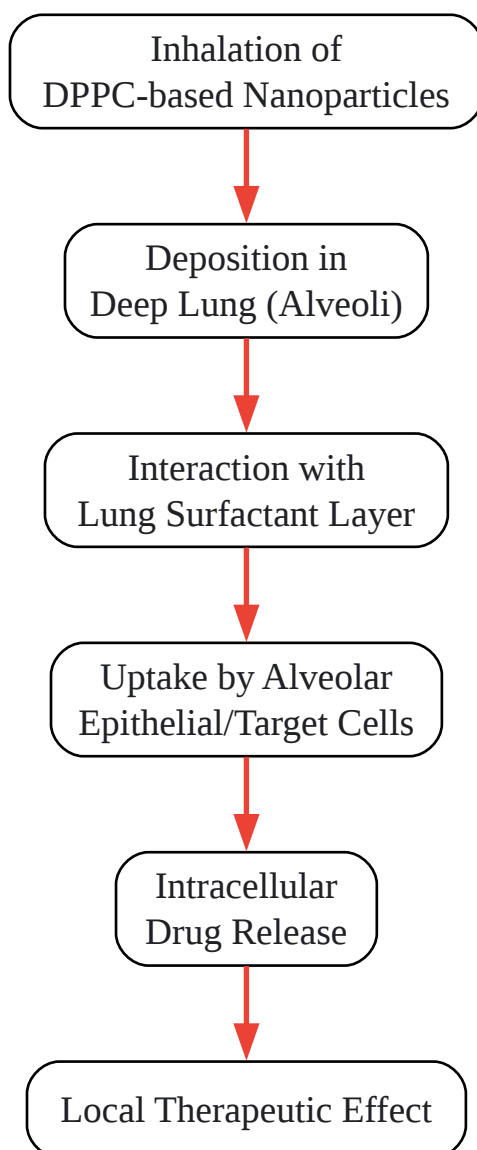 Inhalation of
DPPC-based Nanoparticles
Deposition in
Deep Lung (Alveoli)
Interaction with
Lung Surfactant Layer
Uptake by Alveolar
Epithelial/Target Cells
Intracellular
Drug Release
Local Therapeutic Effect